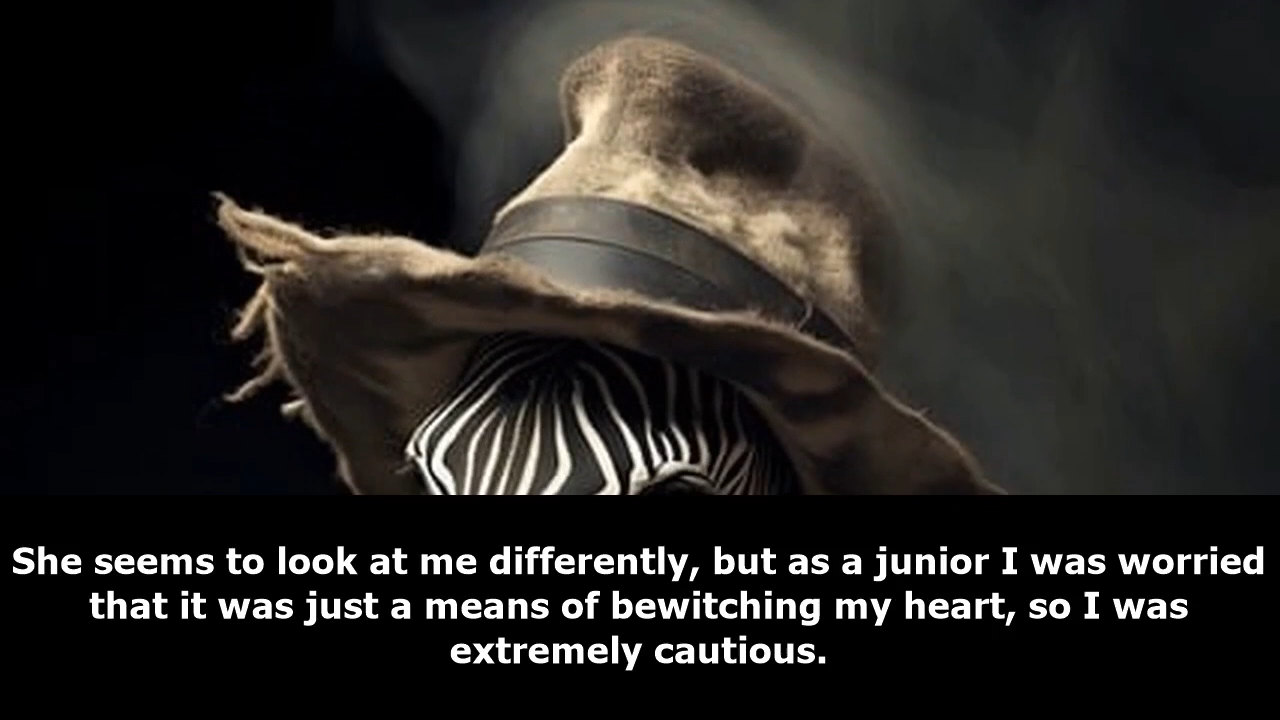 She seems to look at me differently, but as a junior I was worried
that it was just a means of bewitching my heart, so I was
extremely cautious.